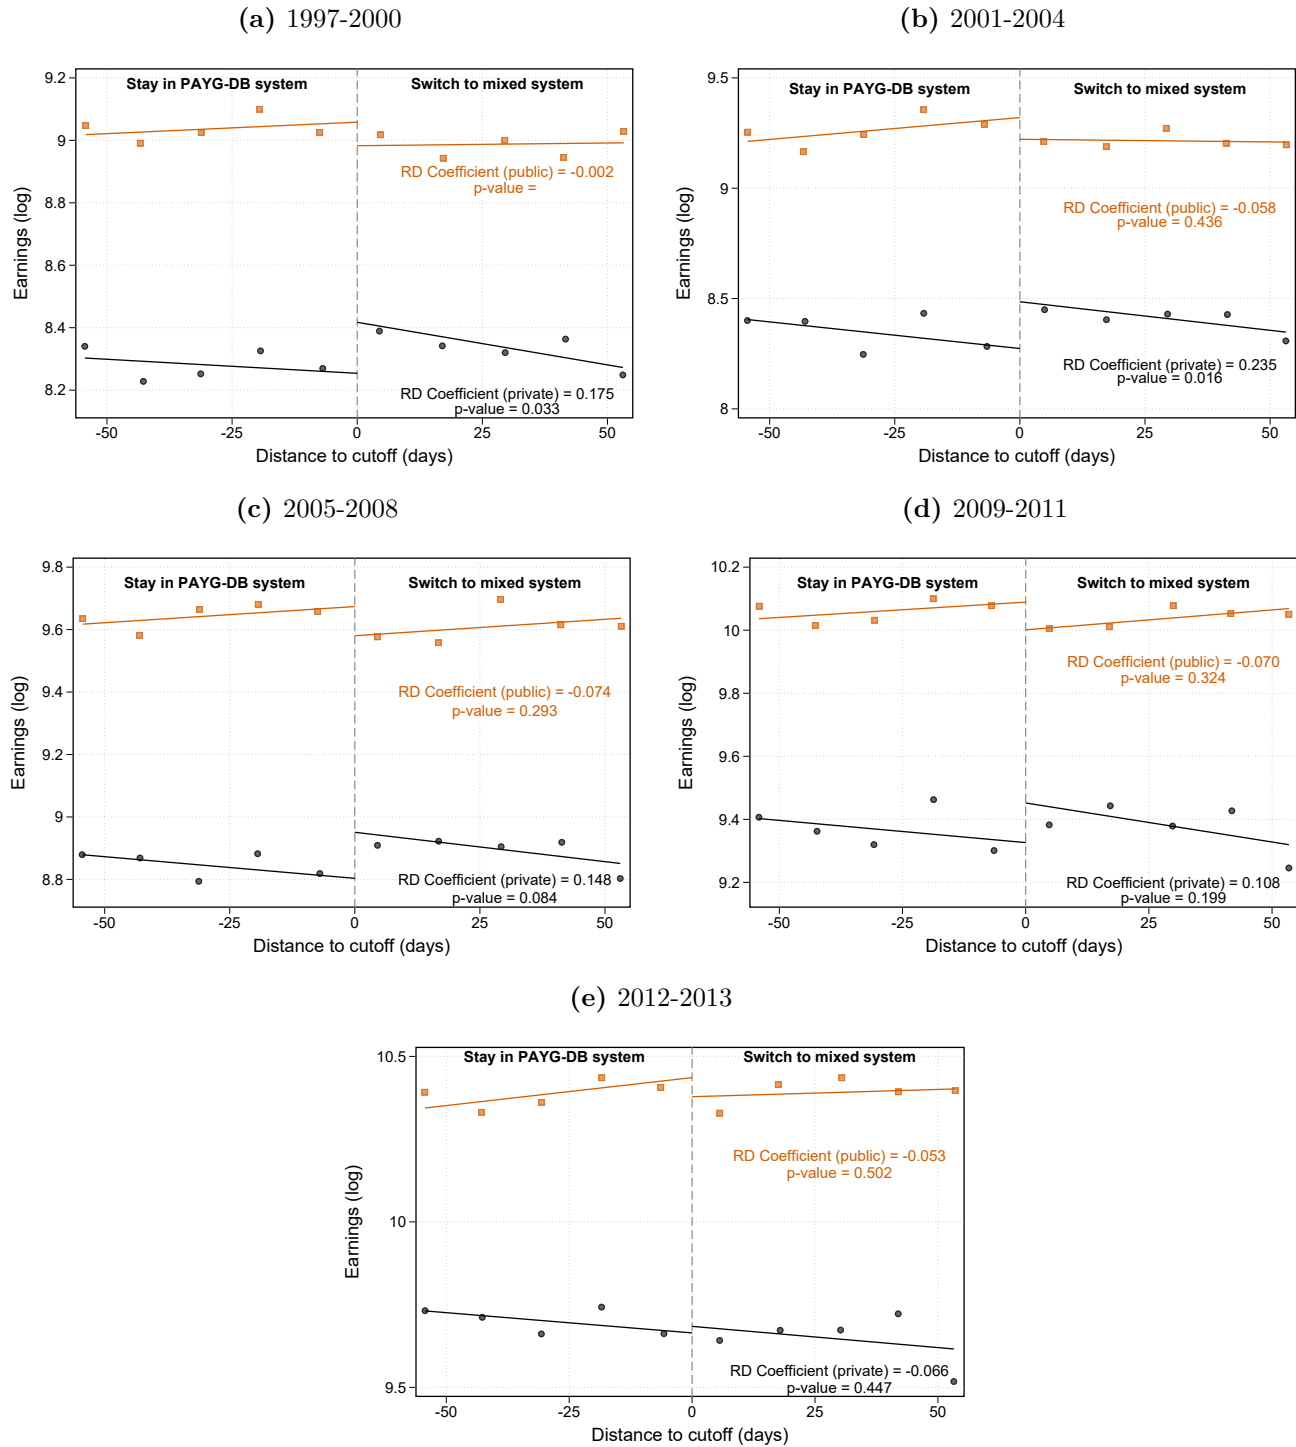 (a) 1997-2000
Stay in PAYG-DB system
Switch to mixed system
RD Coefficient (public) = -0.002
p-value =
RD Coefficient (private) = 0.175
p-value = 0.033
Earnings (log)
9.2
9
8.8
8.6
8.4
8.2
-50 -25 0 25 50
Distance to cutoff (days)
(b) 2001-2004
Stay in PAYG-DB system
Switch to mixed system
RD Coefficient (public) = -0.058
p-value = 0.436
RD Coefficient (private) = 0.235
p-value = 0.016
Earnings (log)
9.5
9
8.5
8
-50 -25 0 25 50
Distance to cutoff (days)
(c) 2005-2008
Stay in PAYG-DB system
Switch to mixed system
RD Coefficient (public) = -0.074
p-value = 0.293
RD Coefficient (private) = 0.148
p-value = 0.084
Earnings (log)
9.8
9.6
9.4
9.2
9
8.8
-50 -25 0 25 50
Distance to cutoff (days)
(d) 2009-2011
Stay in PAYG-DB system
Switch to mixed system
RD Coefficient (public) = -0.070
p-value = 0.324
RD Coefficient (private) = 0.108
p-value = 0.199
Earnings (log)
10.2
10
9.8
9.6
9.4
9.2
-50 -25 0 25 50
Distance to cutoff (days)
(e) 2012-2013
Stay in PAYG-DB system
Switch to mixed system
RD Coefficient (public) = -0.053
p-value = 0.502
RD Coefficient (private) = -0.066
p-value = 0.447
Earnings (log)
10.5
10
9.5
-50 -25 0 25 50
Distance to cutoff (days)